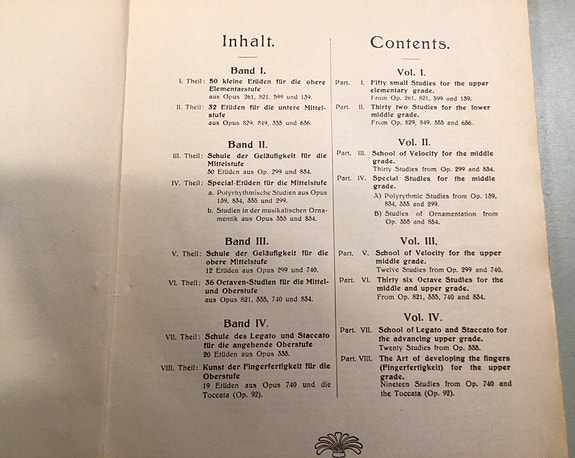 Inhalt.
Band I.
I. Theil: 50 kleine Etüden für die obere
Elementarstufe
aus Opus 261, 821, 599 und 139.
II. Theil: 32 Etüden für die untere Mittel-
stufe
aus Opus 829, 849, 335 und 636.
Band II.
III. Theil: Schule der Geläufigkeit für die
Mittelstufe
30 Etüden aus Op. 299 und 834.
IV. Theil: Special-Etüden für die Mittelstufe
a. Polyrhythmische Studien aus Opus
139, 834, 335 und 299.
b. Studien in der musikalischen Orna-
mentik aus Opus 335 und 834.
Band III.
V. Theil: Schule der Geläufigkeit für die
obere Mittelstufe
12 Etüden aus Opus 299 und 740.
VI. Theil: 36 Octaven-Studien für die Mittel-
und Oberstufe
aus Opus 821, 335, 740 und 834.
Band IV.
VII. Theil: Schule des Legato und Staccato
für die angehende Oberstufe
20 Etüden aus Opus 335.
VIII. Theil: Kunst der Fingerfertigkeit für die
Oberstufe
19 Etüden aus Opus 740 und die
Toccata (Op. 92).
Contents.
Vol. I.
Part. I. Fifty small Studies for the upper
elementary grade.
From Op. 261, 821, 599 and 139.
Part. II. Thirty two Studies for the lower
middle grade.
From Op. 829, 849, 335 and 636.
Vol. II.
Part. III. School of Velocity for the middle
grade.
Thirty Studies from Op. 299 and 834.
Part. IV. Special Studies for the middle
grade.
A) Polyrytmic Studies from Op. 139,
834, 335 and 299.
B) Studies of Ornamentation from
Op. 335 and 834.
Vol. III,
Part. V. School of Velocity for the upper
middle grade.
Twelve Studies from Op. 299 and 740.
Part. VI. Thirty six Octave Studies for the
middle and upper grade.
From Op. 821, 335, 740 and 834.
Vol. IV.
Part. VII. School of Legato and Staccato for
the advancing upper grade.
Twenty Studies from Op. 335.
Part. VIII. The Art of developing the fingers
(Fingerfertigkeit) for the upper
grade.
Nineteen Studies from Op. 740 and
the Toccata (Op. 92).